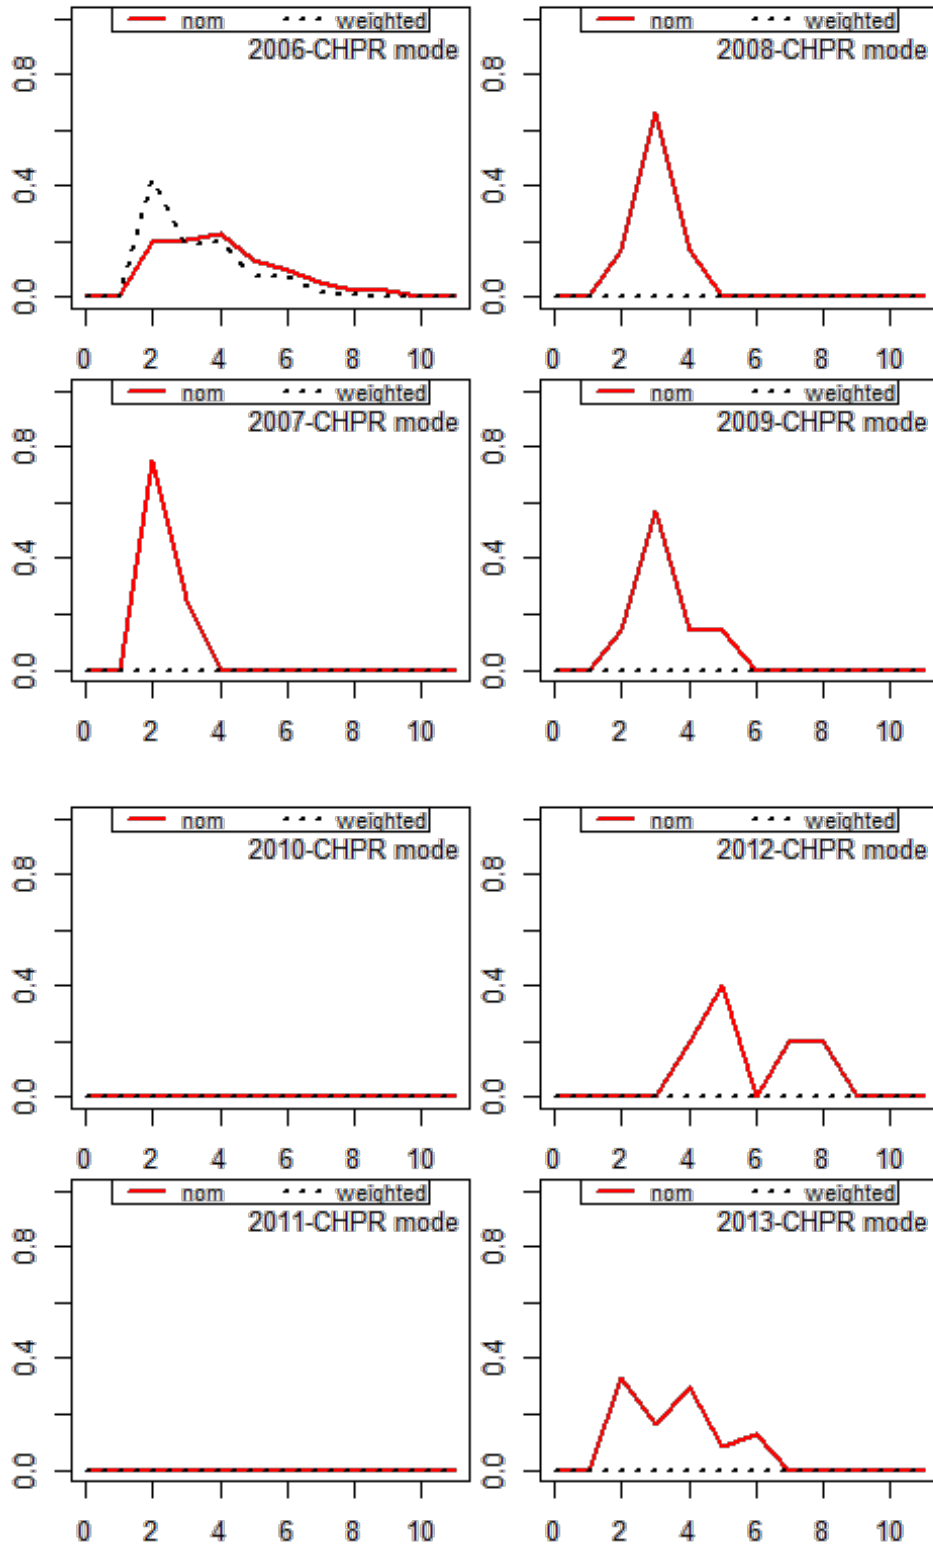 nom weighted
2006-CHPR mode
0.0 0.4 0.8
0 2 4 6 8 10
nom weighted
2008-CHPR mode
0.0 0.4 0.8
0 2 4 6 8 10
nom weighted
2007-CHPR mode
0.0 0.4 0.8
0 2 4 6 8 10
nom weighted
2009-CHPR mode
0.0 0.4 0.8
0 2 4 6 8 10
nom weighted
2010-CHPR mode
0.0 0.4 0.8
0 2 4 6 8 10
nom weighted
2012-CHPR mode
0.0 0.4 0.8
0 2 4 6 8 10
nom weighted
2011-CHPR mode
0.0 0.4 0.8
0 2 4 6 8 10
nom weighted
2013-CHPR mode
0.0 0.4 0.8
0 2 4 6 8 10